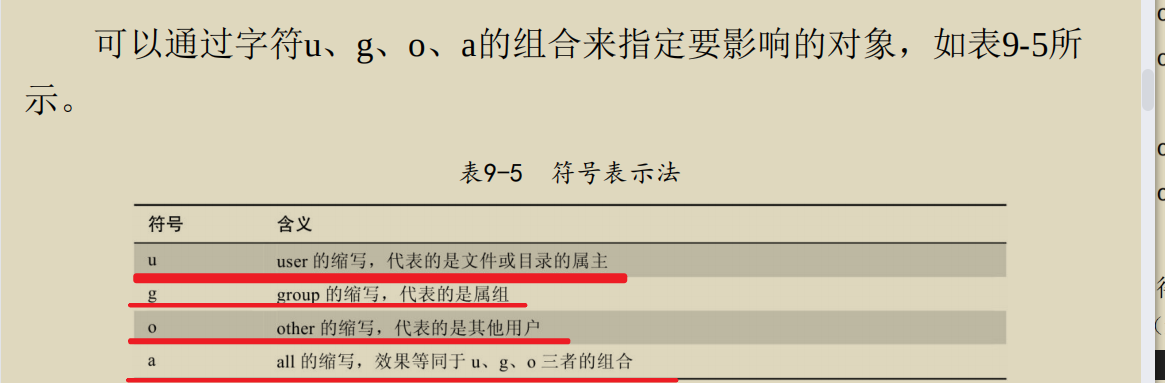 可以通过字符u、g、o、a的组合来指定要影响的对象，如表9-5所
示。
表9-5 符号表示法
符号 含义
u user 的缩写，代表的是文件或目录的属主
g group 的缩写，代表的是属组
o other 的缩写，代表的是其他用户
a all 的缩写，效果等同于 u、g、o 三者的组合